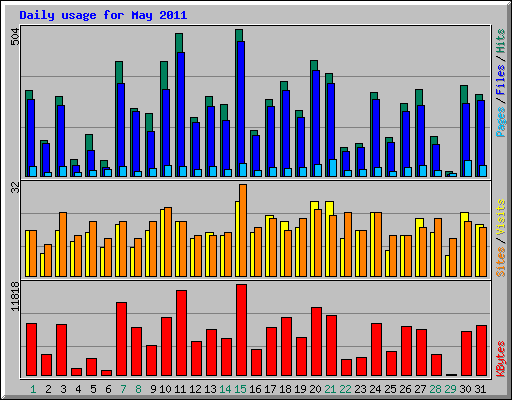 Daily usage for May 2011
504
Pages / Files / Hits
32
Sites / Visits
11818
KBytes
1 2 3 4 5 6 7 8 9 10 11 12 13 14 15 16 17 18 19 20 21 22 23 24 25 26 27 28 29 30 31